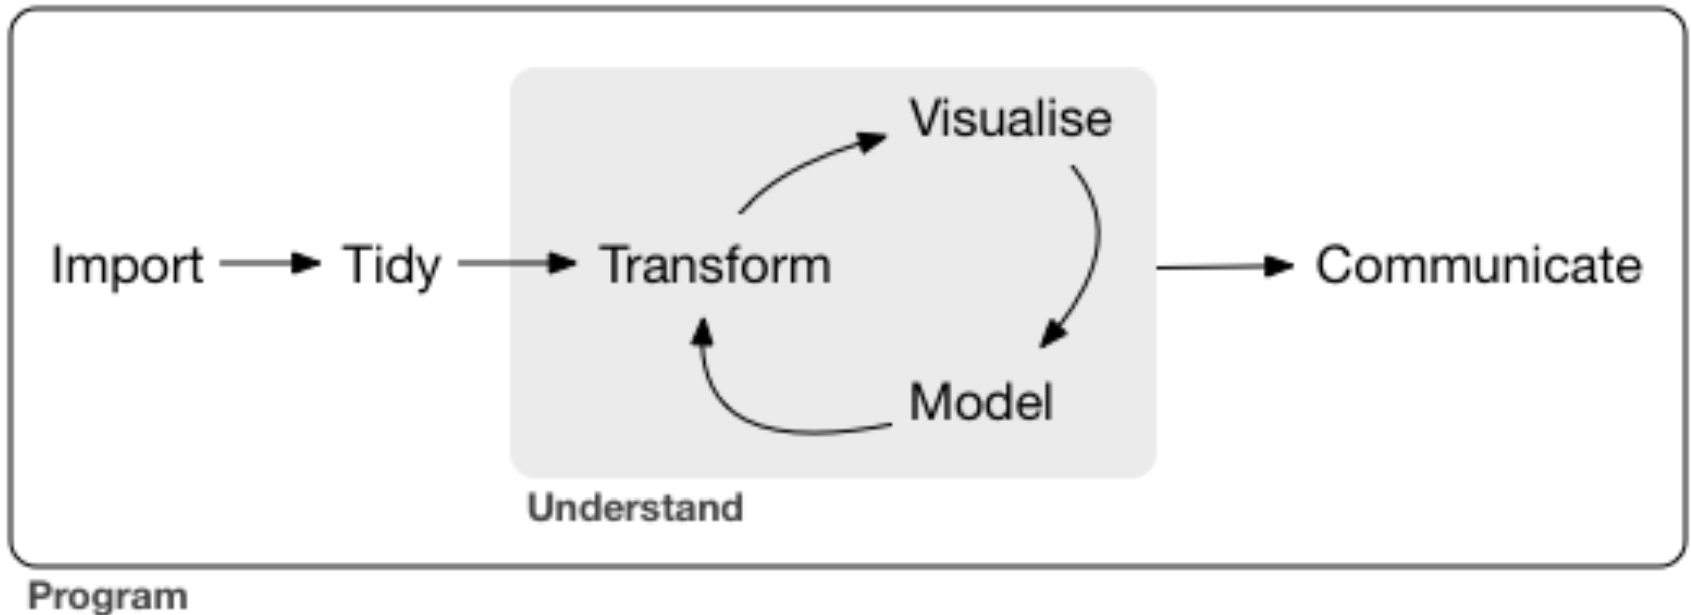 Visualise
Import Tidy Transform Communicate
Model
Understand
Program